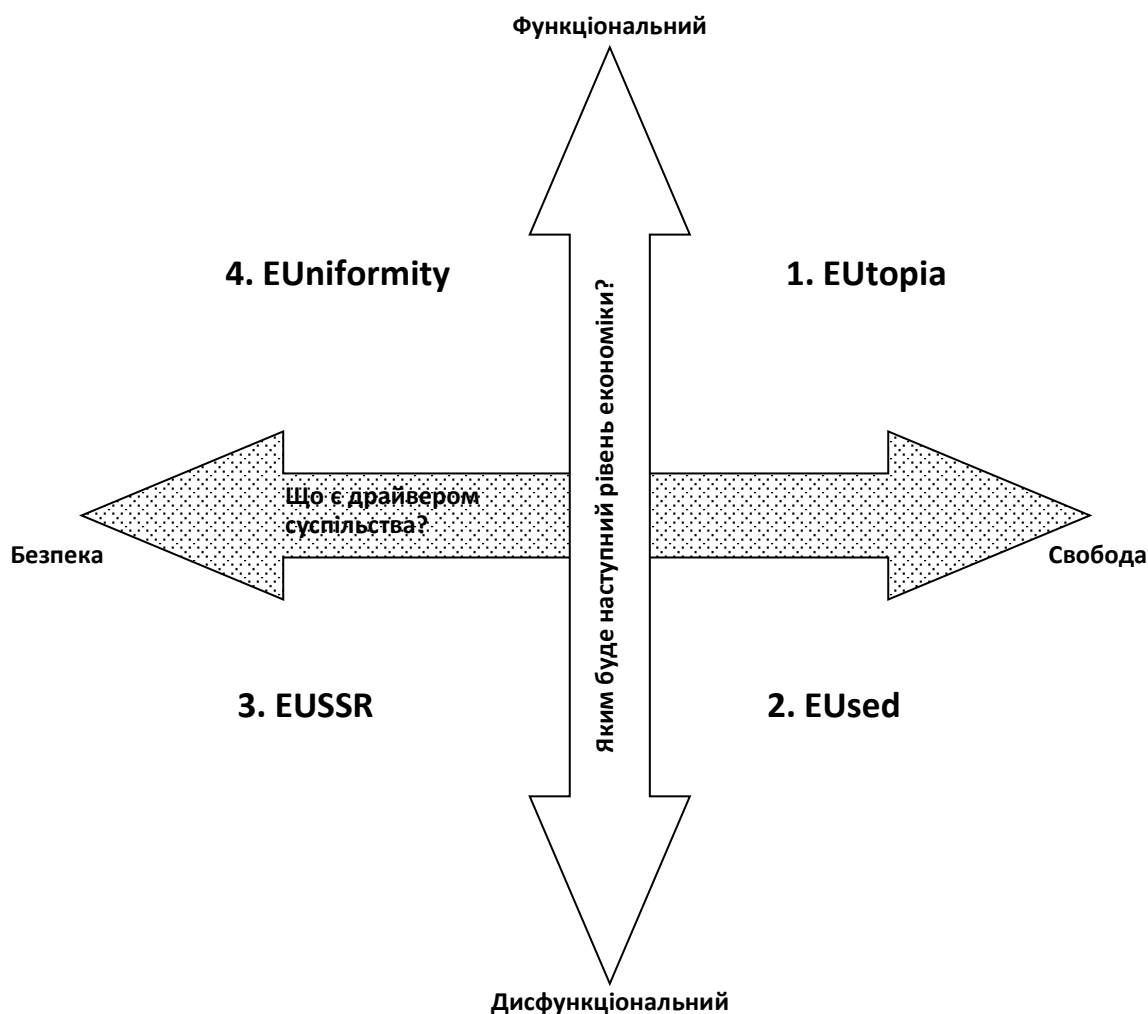 Функціональний
4. EUniformity
1. EUtopia
Яким буде наступний рівень економіки?
Що є драйвером
суспільства?
Безпека
Свобода
3. EUSSR
2. EUsed
Дисфункціональний